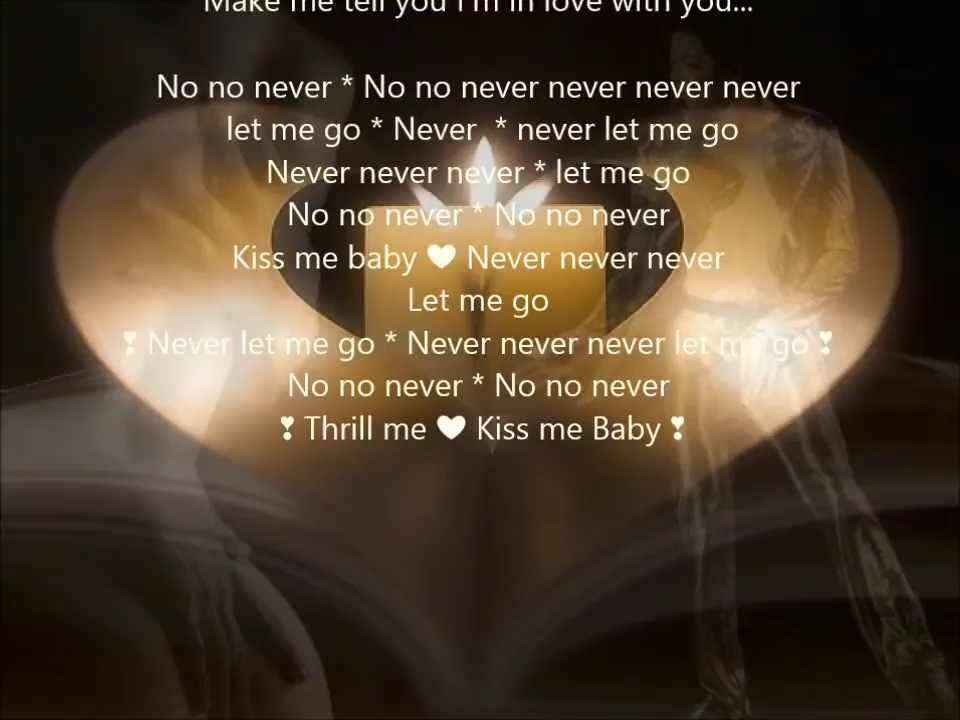 Make me tell you I'm in love with you...
No no never * No no never never never never
let me go * Never * never let me go
Never never never * let me go
No no never * No no never
Kiss me baby ♥ Never never never
Let me go
❣ Never let me go * Never never never let me go ❣
No no never * No no never
❣ Thrill me ♥ Kiss me Baby ❣